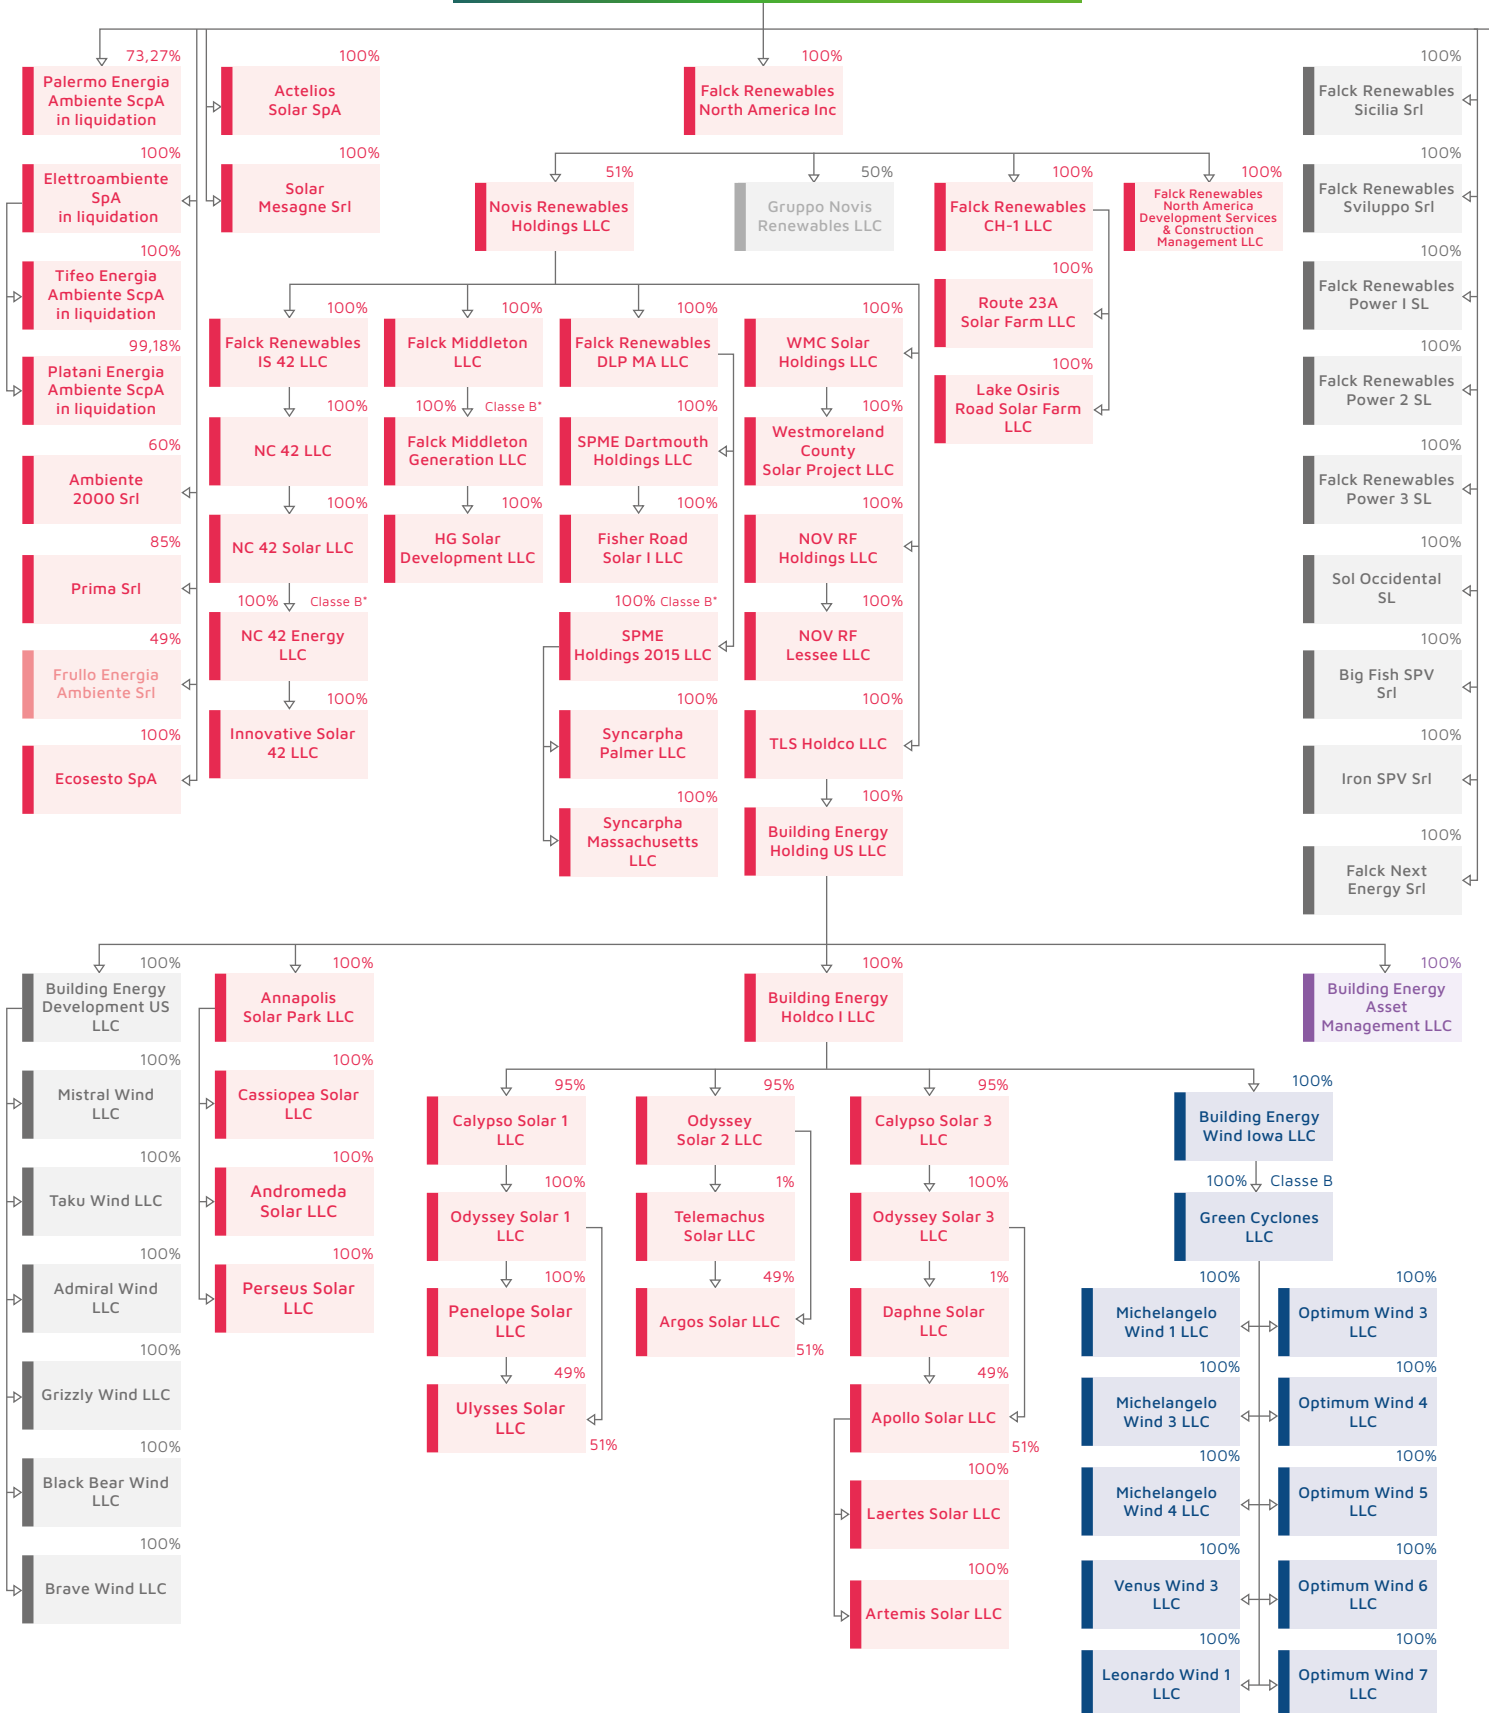 73,27%
Palermo Energia
Ambiente ScpA
in liquidation
100%
Elettroambiente
SpA
in liquidation
100%
Tifeo Energia
Ambiente ScpA
in liquidation
99,18%
Platani Energia
Ambiente ScpA
in liquidation
60%
Ambiente
2000 Srl
85%
Prima Srl
49%
Frullo Energia
Ambiente Srl
100%
Ecosesto SpA
100%
Actelios
Solar SpA
100%
Solar
Mesagne Srl
100%
Falck Renewables
North America Inc
51%
Novis Renewables
Holdings LLC
50%
Gruppo Novis
Renewables LLC
100%
Falck Renewables
CH-1 LLC
100%
Falck Renewables
North America
Development Services
& Construction
Management LLC
100%
Route 23A
Solar Farm LLC
100%
Lake Osiris
Road Solar Farm
LLC
100%
Falck Renewables
IS 42 LLC
100%
NC 42 LLC
100%
NC 42 Solar LLC
100% Classe B*
NC 42 Energy
LLC
100%
Innovative Solar
42 LLC
100%
Falck Middleton
LLC
100% Classe B*
Falck Middleton
Generation LLC
100%
HG Solar
Development LLC
100%
Falck Renewables
DLP MA LLC
100%
SPME Dartmouth
Holdings LLC
100%
Fisher Road
Solar I LLC
100% Classe B*
SPME
Holdings 2015 LLC
100%
Syncarpha
Palmer LLC
100%
Syncarpha
Massachusetts
LLC
100%
WMC Solar
Holdings LLC
100%
Westmoreland
County
Solar Project LLC
100%
NOV RF
Holdings LLC
100%
NOV RF
Lessee LLC
100%
TLS Holdco LLC
100%
Building Energy
Holding US LLC
100%
Falck Renewables
Sicilia Srl
100%
Falck Renewables
Sviluppo Srl
100%
Falck Renewables
Power I SL
100%
Falck Renewables
Power 2 SL
100%
Falck Renewables
Power 3 SL
100%
Sol Occidental
SL
100%
Big Fish SPV
Srl
100%
Iron SPV Srl
100%
Falck Next
Energy Srl
100%
Building Energy
Development US
LLC
100%
Mistral Wind
LLC
100%
Taku Wind LLC
100%
Admiral Wind
LLC
100%
Grizzly Wind LLC
100%
Black Bear Wind
LLC
100%
Brave Wind LLC
100%
Annapolis
Solar Park LLC
100%
Cassiopea Solar
LLC
100%
Andromeda
Solar LLC
100%
Perseus Solar
LLC
100%
Building Energy
Holdco I LLC
100%
Building Energy
Asset
Management LLC
95%
Calypso Solar 1
LLC
100%
Odyssey Solar 1
LLC
100%
Penelope Solar
LLC
49%
Ulysses Solar
LLC
51%
95%
Odyssey
Solar 2 LLC
1%
Telemachus
Solar LLC
49%
Argos Solar LLC
51%
95%
Calypso Solar 3
LLC
100%
Odyssey Solar 3
LLC
1%
Daphne Solar
LLC
49%
Apollo Solar LLC
51%
100%
Laertes Solar LLC
100%
Artemis Solar LLC
100%
Building Energy
Wind Iowa LLC
100% Classe B
Green Cyclones
LLC
100%
Michelangelo
Wind 1 LLC
100%
Michelangelo
Wind 3 LLC
100%
Michelangelo
Wind 4 LLC
100%
Venus Wind 3
LLC
100%
Leonardo Wind 1
LLC
100%
Optimum Wind 3
LLC
100%
Optimum Wind 4
LLC
100%
Optimum Wind 5
LLC
100%
Optimum Wind 6
LLC
100%
Optimum Wind 7
LLC